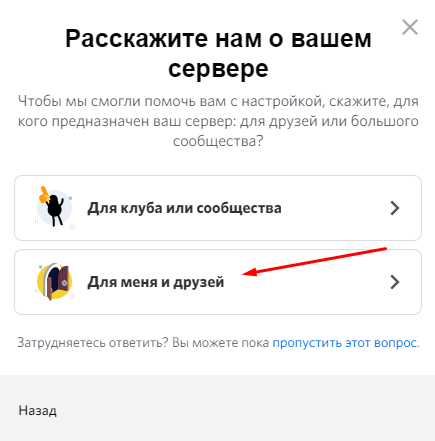 Расскажите нам о вашем
сервере
Чтобы мы смогли помочь вам с настройкой, скажите, для
кого предназначен ваш сервер: для друзей или большого
сообщества?
Для клуба или сообщества
Для меня и друзей
Затрудняетесь ответить? Вы можете пока пропустить этот вопрос.
Назад